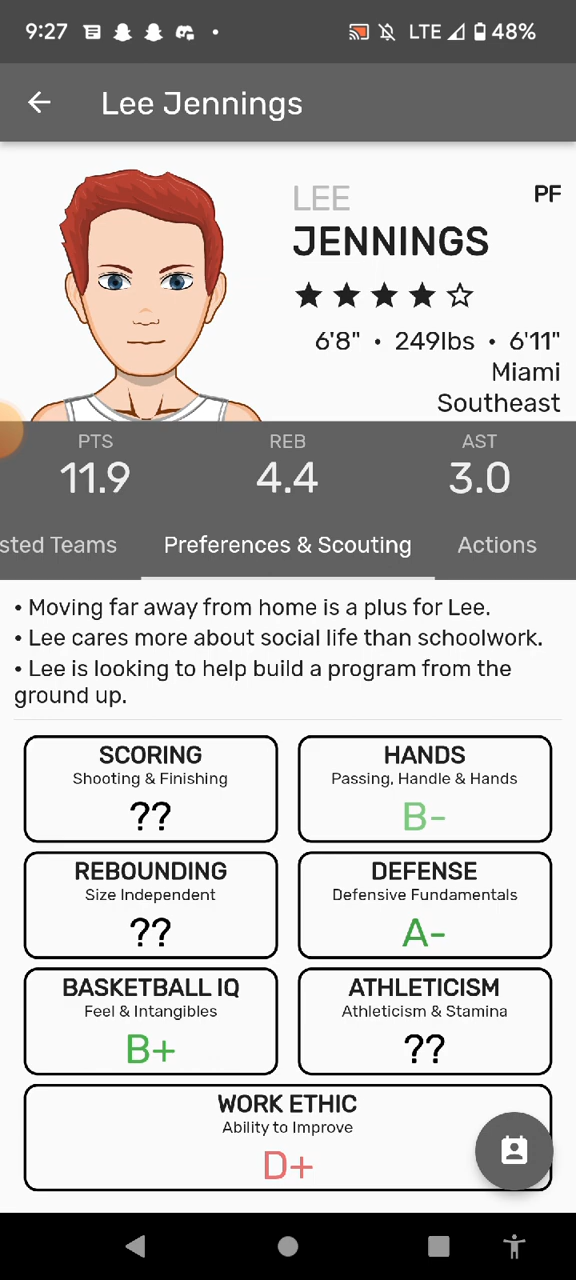 9:27
LTE 48%
Lee Jennings
LEE
PF
JENNINGS
6'8" • 249lbs • 6'11"
Miami
Southeast
PTS REB AST
11.9 4.4 3.0
sted Teams Preferences & Scouting Actions
• Moving far away from home is a plus for Lee.
• Lee cares more about social life than schoolwork.
• Lee is looking to help build a program from the
ground up.
SCORING
Shooting & Finishing
??
HANDS
Passing, Handle & Hands
B-
REBOUNDING
Size Independent
??
DEFENSE
Defensive Fundamentals
A-
BASKETBALL IQ
Feel & Intangibles
B+
ATHLETICISM
Athleticism & Stamina
??
WORK ETHIC
Ability to Improve
D+